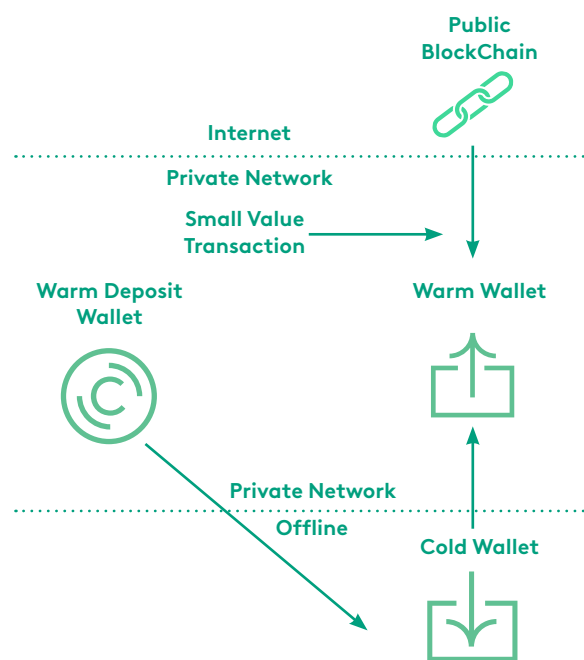 Public
BlockChain
Internet
Private Network
Small Value
Transaction
Warm Deposit
Wallet
Warm Wallet
Private Network
Offline
Cold Wallet